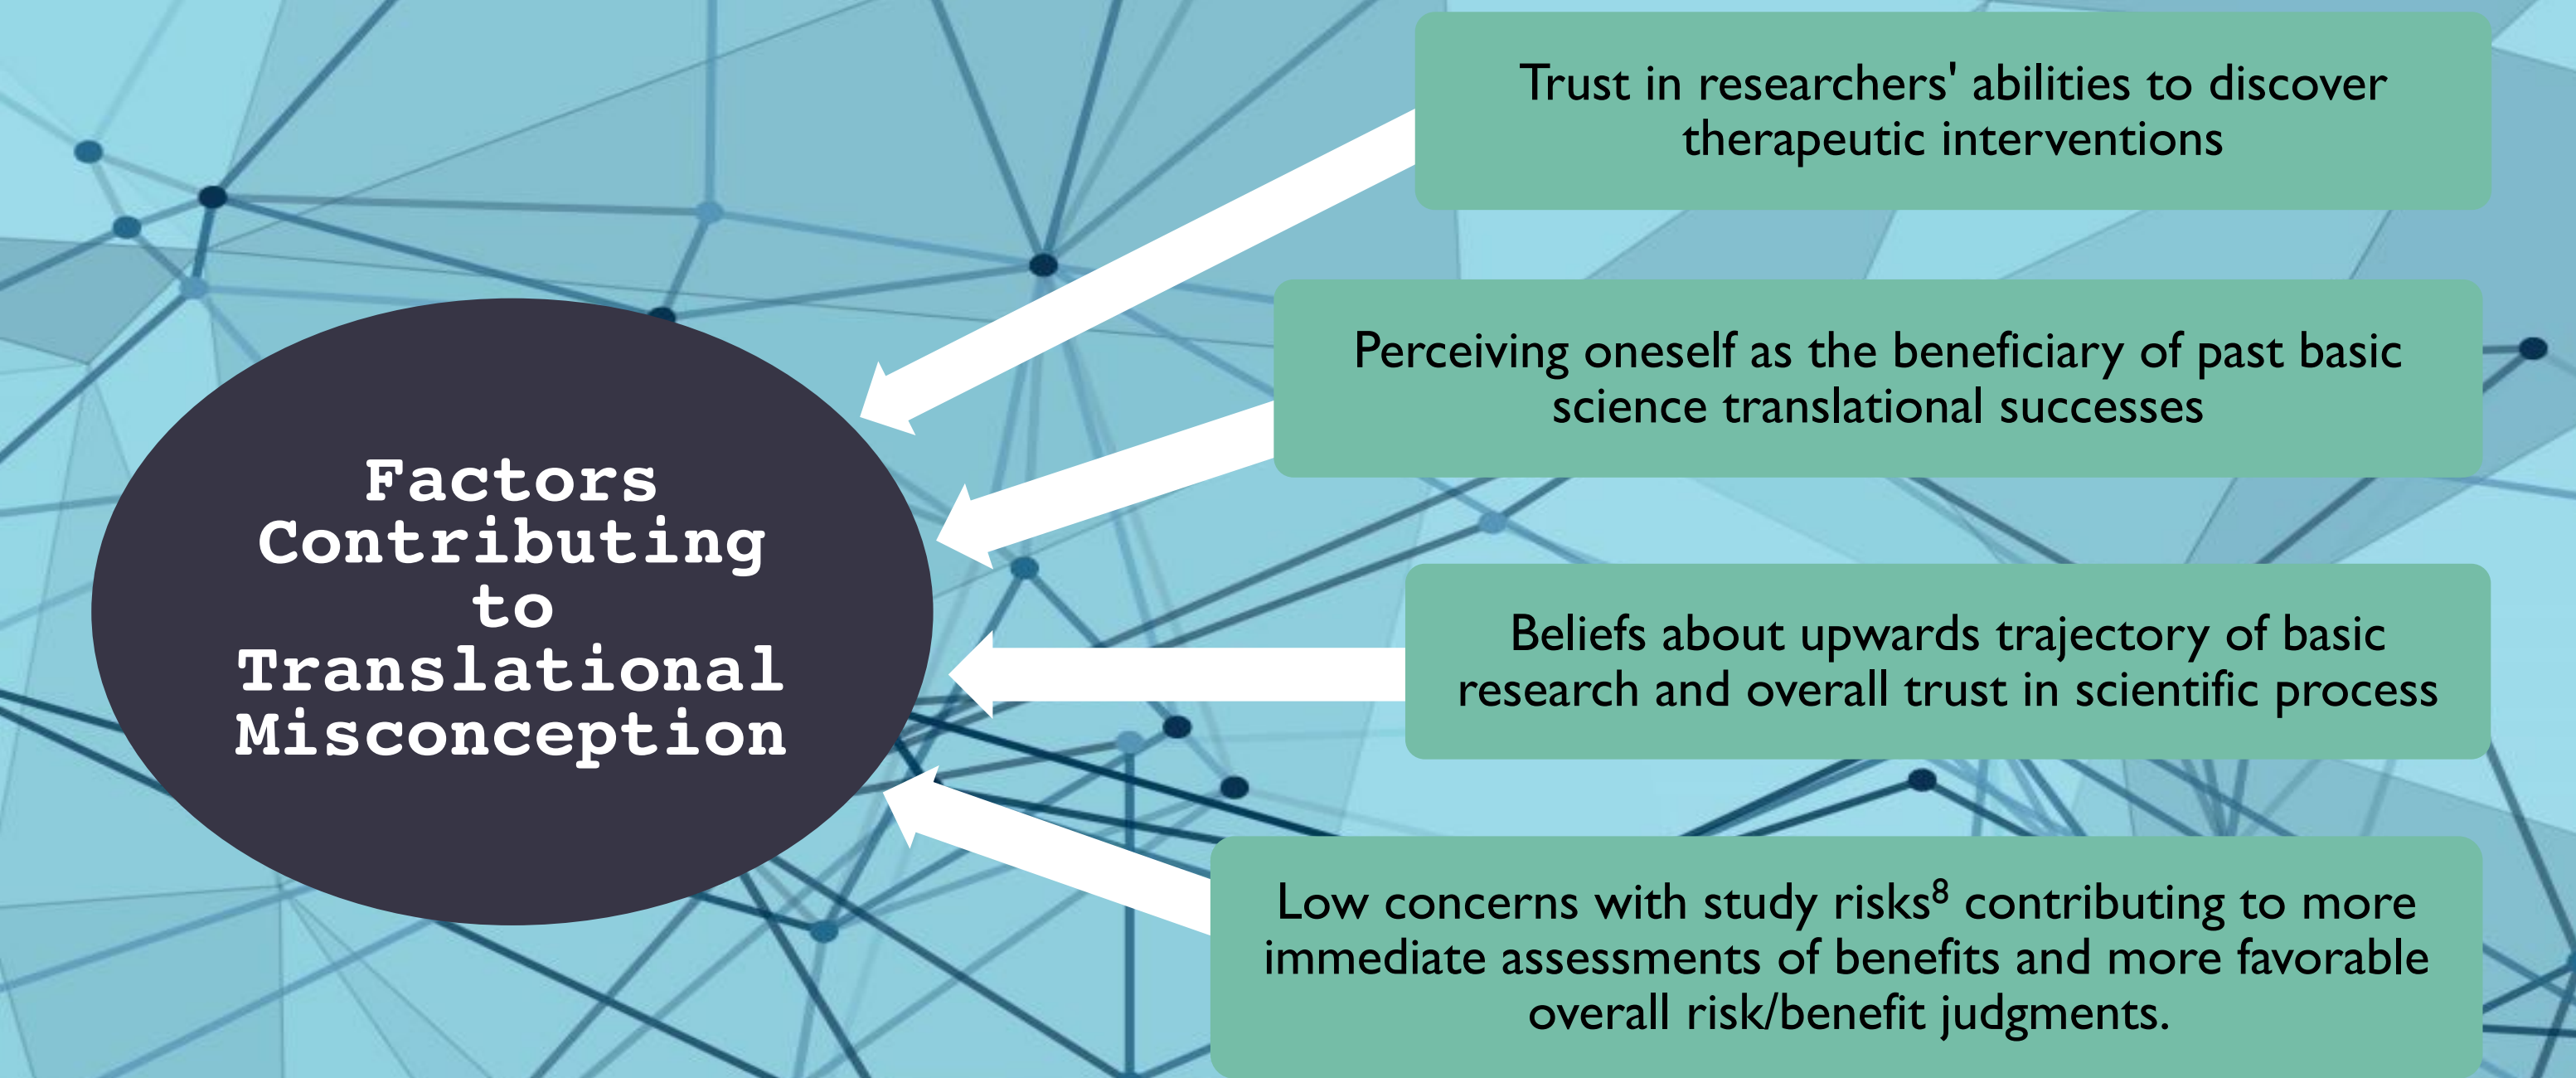 Factors
Contributing
to
Translational
Misconception
Trust in researchers' abilities to discover
therapeutic interventions
Perceiving oneself as the beneficiary of past basic
science translational successes
Beliefs about upwards trajectory of basic
research and overall trust in scientific process
Low concerns with study risks⁸ contributing to more
immediate assessments of benefits and more favorable
overall risk/benefit judgments.